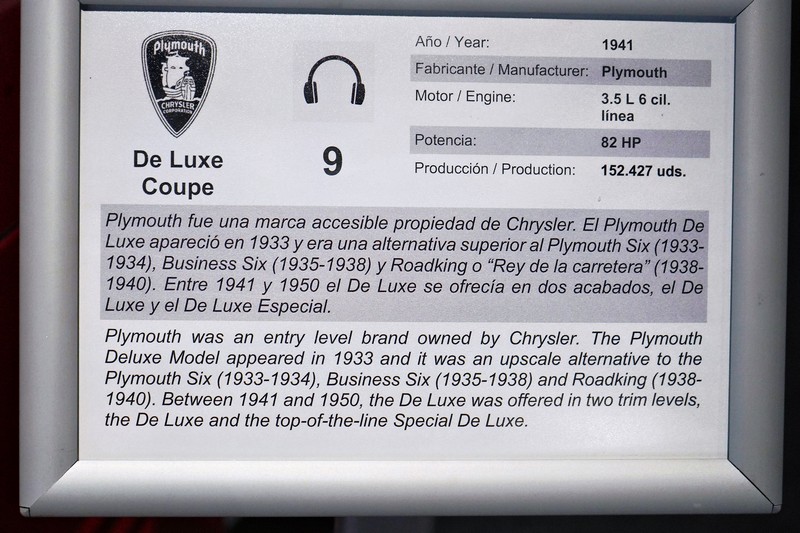 Plymouth
CHRYSLER
CORPORATION
De Luxe
Coupe
9
Año / Year: 1941
Fabricante / Manufacturer: Plymouth
Motor / Engine: 3.5 L 6 cil.
línea
Potencia: 82 HP
Producción / Production: 152.427 uds.
Plymouth fue una marca accesible propiedad de Chrysler. El Plymouth De
Luxe apareció en 1933 y era una alternativa superior al Plymouth Six (1933-
1934), Business Six (1935-1938) y Roadking o “Rey de la carretera” (1938-
1940). Entre 1941 y 1950 el De Luxe se ofrecía en dos acabados, el De
Luxe y el De Luxe Especial.
Plymouth was an entry level brand owned by Chrysler. The Plymouth
Deluxe Model appeared in 1933 and it was an upscale alternative to the
Plymouth Six (1933-1934), Business Six (1935-1938) and Roadking (1938-
1940). Between 1941 and 1950, the De Luxe was offered in two trim levels,
the De Luxe and the top-of-the-line Special De Luxe.